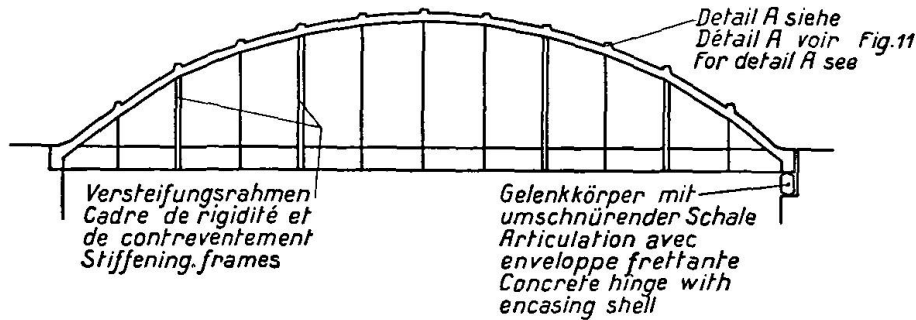 Detail A siehe
Détail A voir Fig.11
For detail A see
Versteifungsrahmen
Cadre de rigidité et
de contreventement
Stiffening.frames
Gelenkkörper mit
umschnürender Schale
Articulation avec
enveloppe frettante
Concrete hinge with
encasing shell